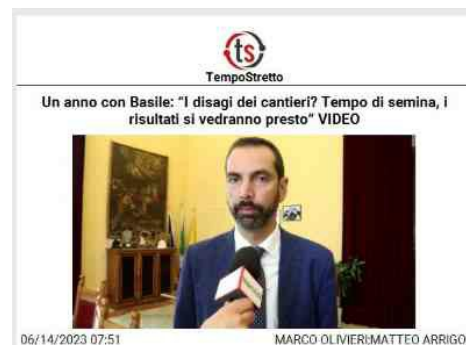 ts
TempoStretto
Un anno con Basile: “I disagi dei cantieri? Tempo di semina, i
risultati si vedranno presto” VIDEO
06/14/2023 07:51 MARCO OLIVIERI;MATTEO ARRIGO